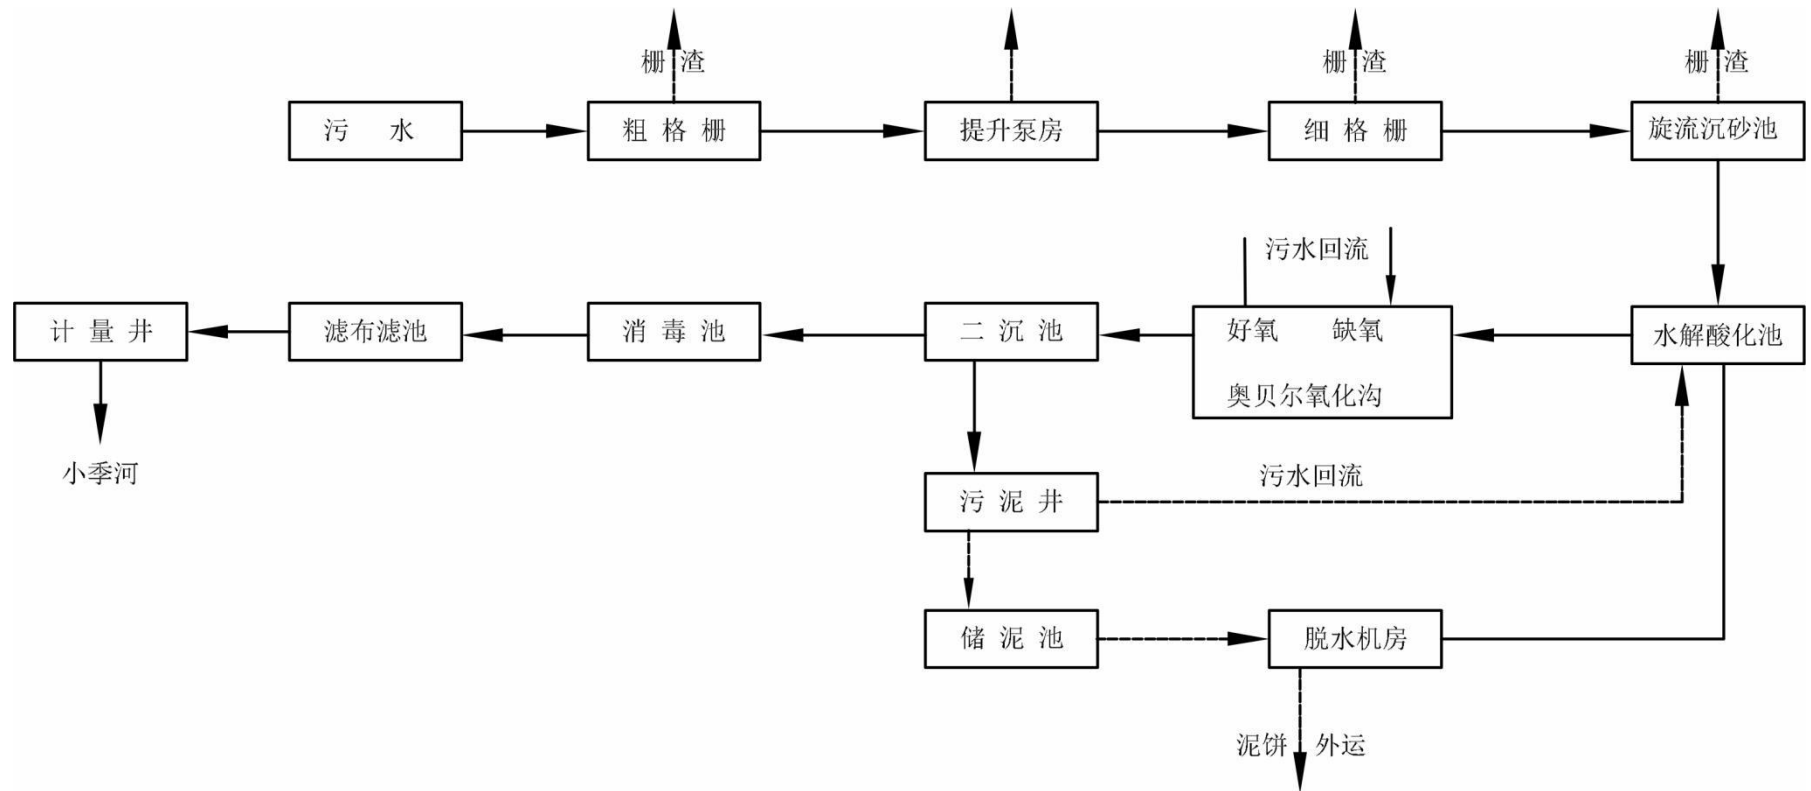 栅 渣
栅 渣
栅 渣
污 水
粗 格 栅
提升泵房
细 格 栅
旋流沉砂池
污水回流
计 量 井
滤布滤池
消 毒 池
二 沉 池
好氧 缺氧
水解酸化池
奥贝尔氧化沟
小季河
污水回流
污 泥 井
储 泥 池
脱水机房
泥饼 外运